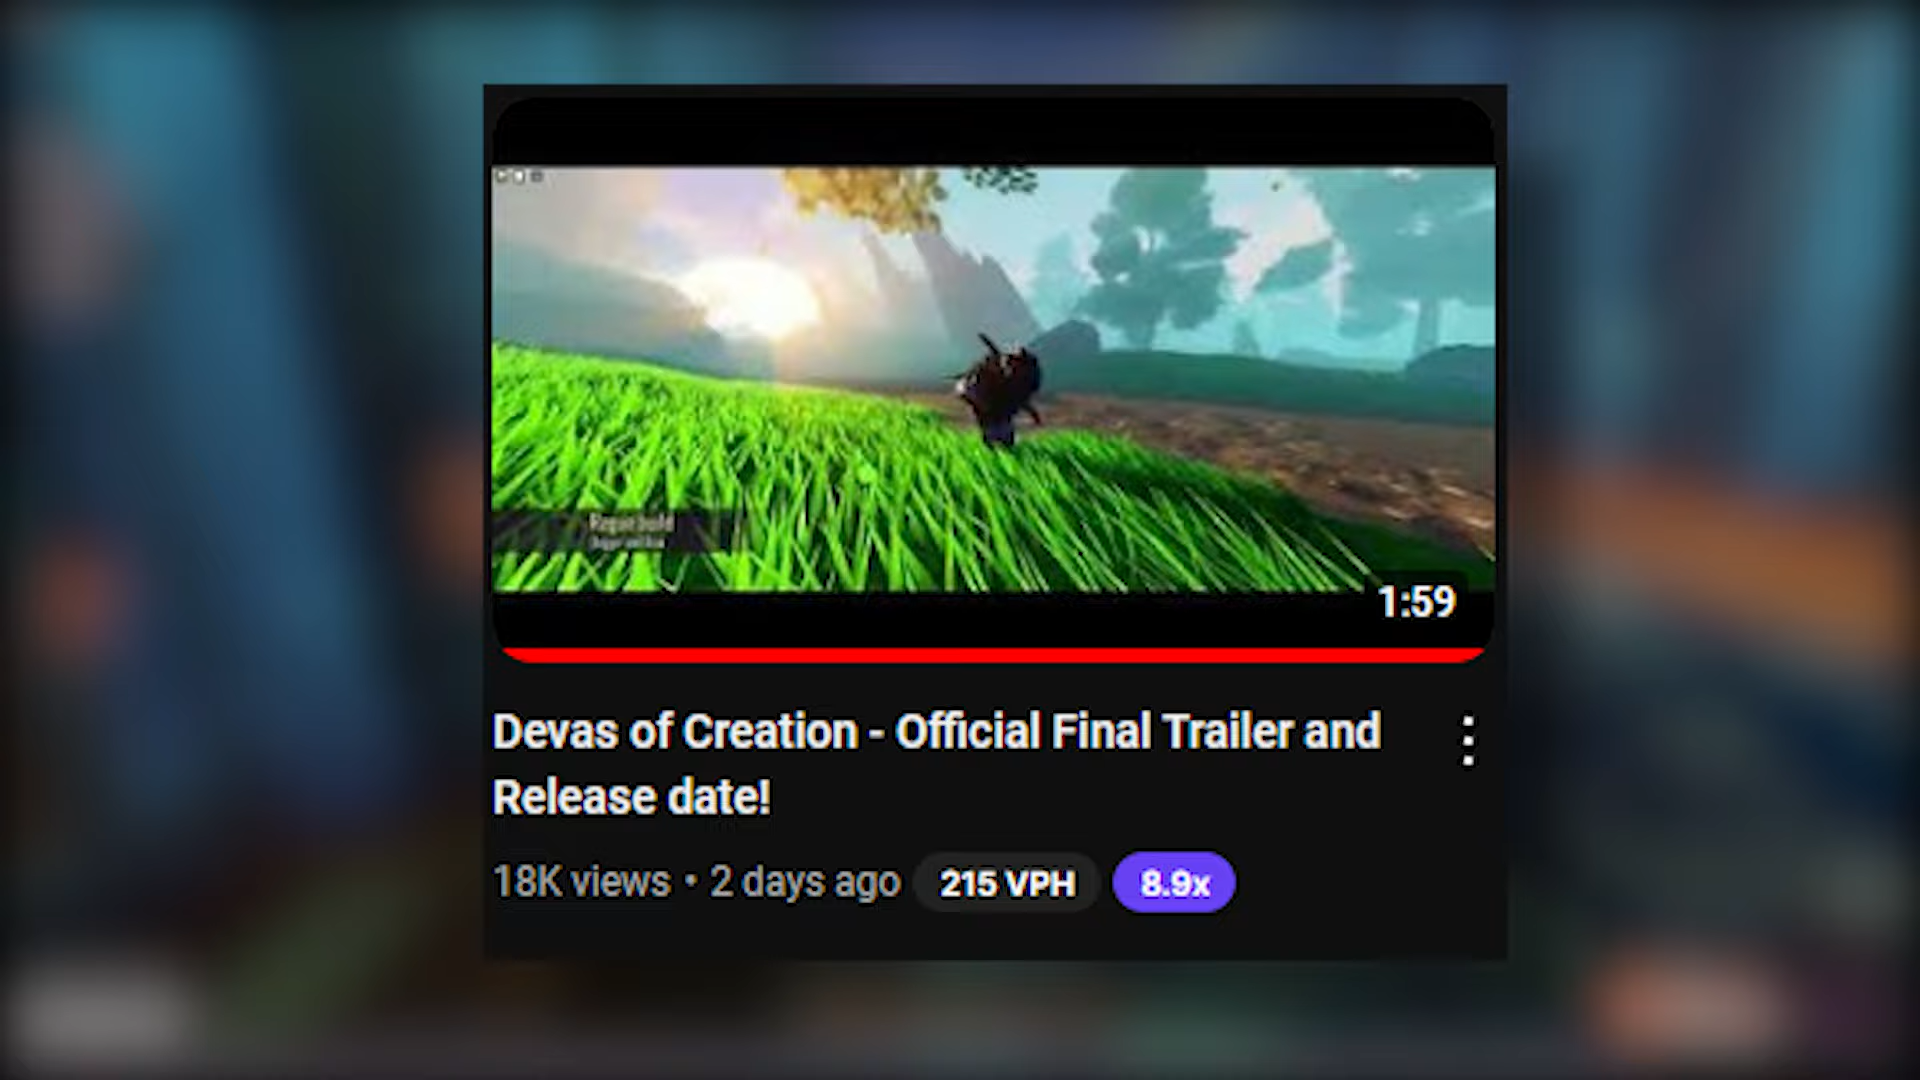 1:59
Devas of Creation - Official Final Trailer and
Release date!
18K views • 2 days ago 215 VPH 8.9x